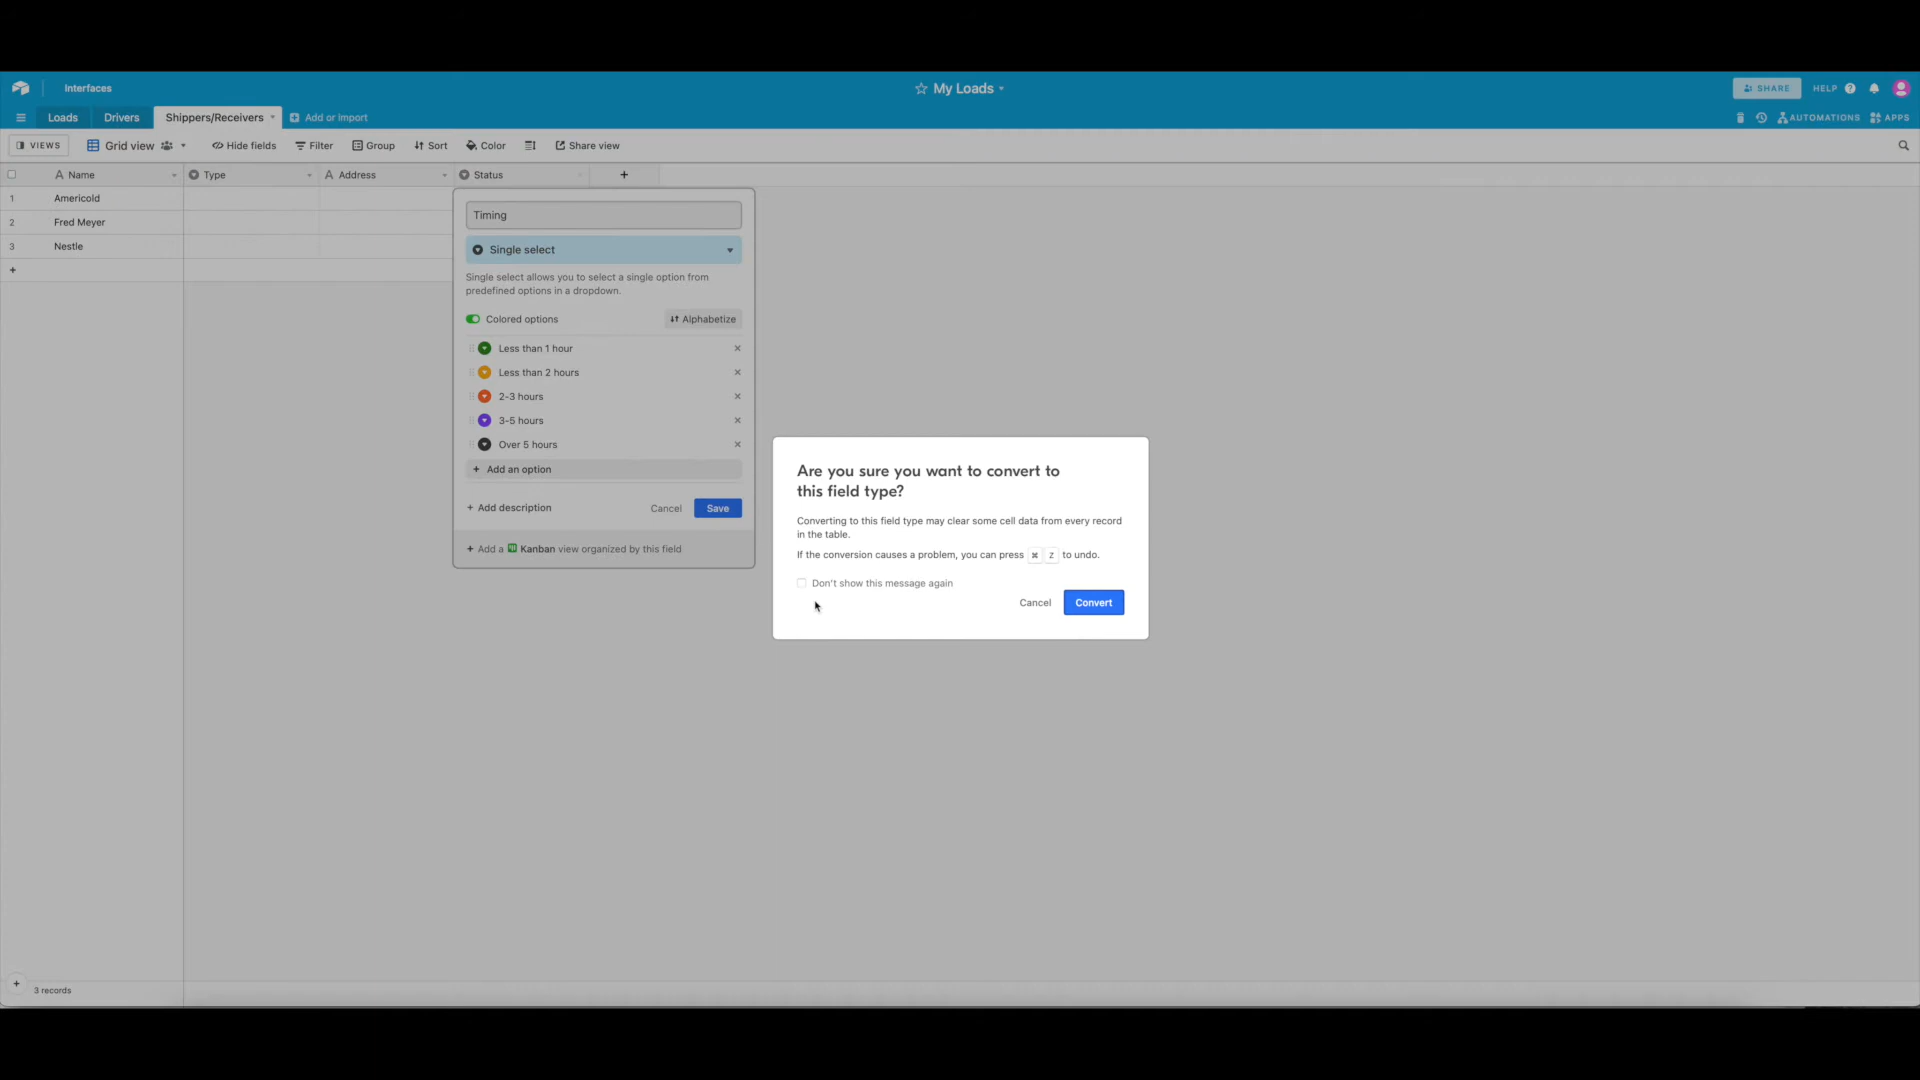 Interfaces
My Loads
SHARE
HELP
Loads
Drivers
Shippers/Receivers
Add or import
AUTOMATIONS
APPS
VIEWS
Grid view
Hide fields
Filter
Group
Sort
Color
Share view
Name
Type
Address
Status
+
1 Americold
2 Fred Meyer
3 Nestle
+
Timing
Single select
Single select allows you to select a single option from
predefined options in a dropdown.
Colored options
Alphabetize
Less than 1 hour
Less than 2 hours
2-3 hours
3-5 hours
Over 5 hours
+ Add an option
+ Add description
Cancel
Save
+ Add a Kanban view organized by this field
Are you sure you want to convert to
this field type?
Converting to this field type may clear some cell data from every record
in the table.
If the conversion causes a problem, you can press ⌘ Z to undo.
Don't show this message again
Cancel
Convert
+
3 records